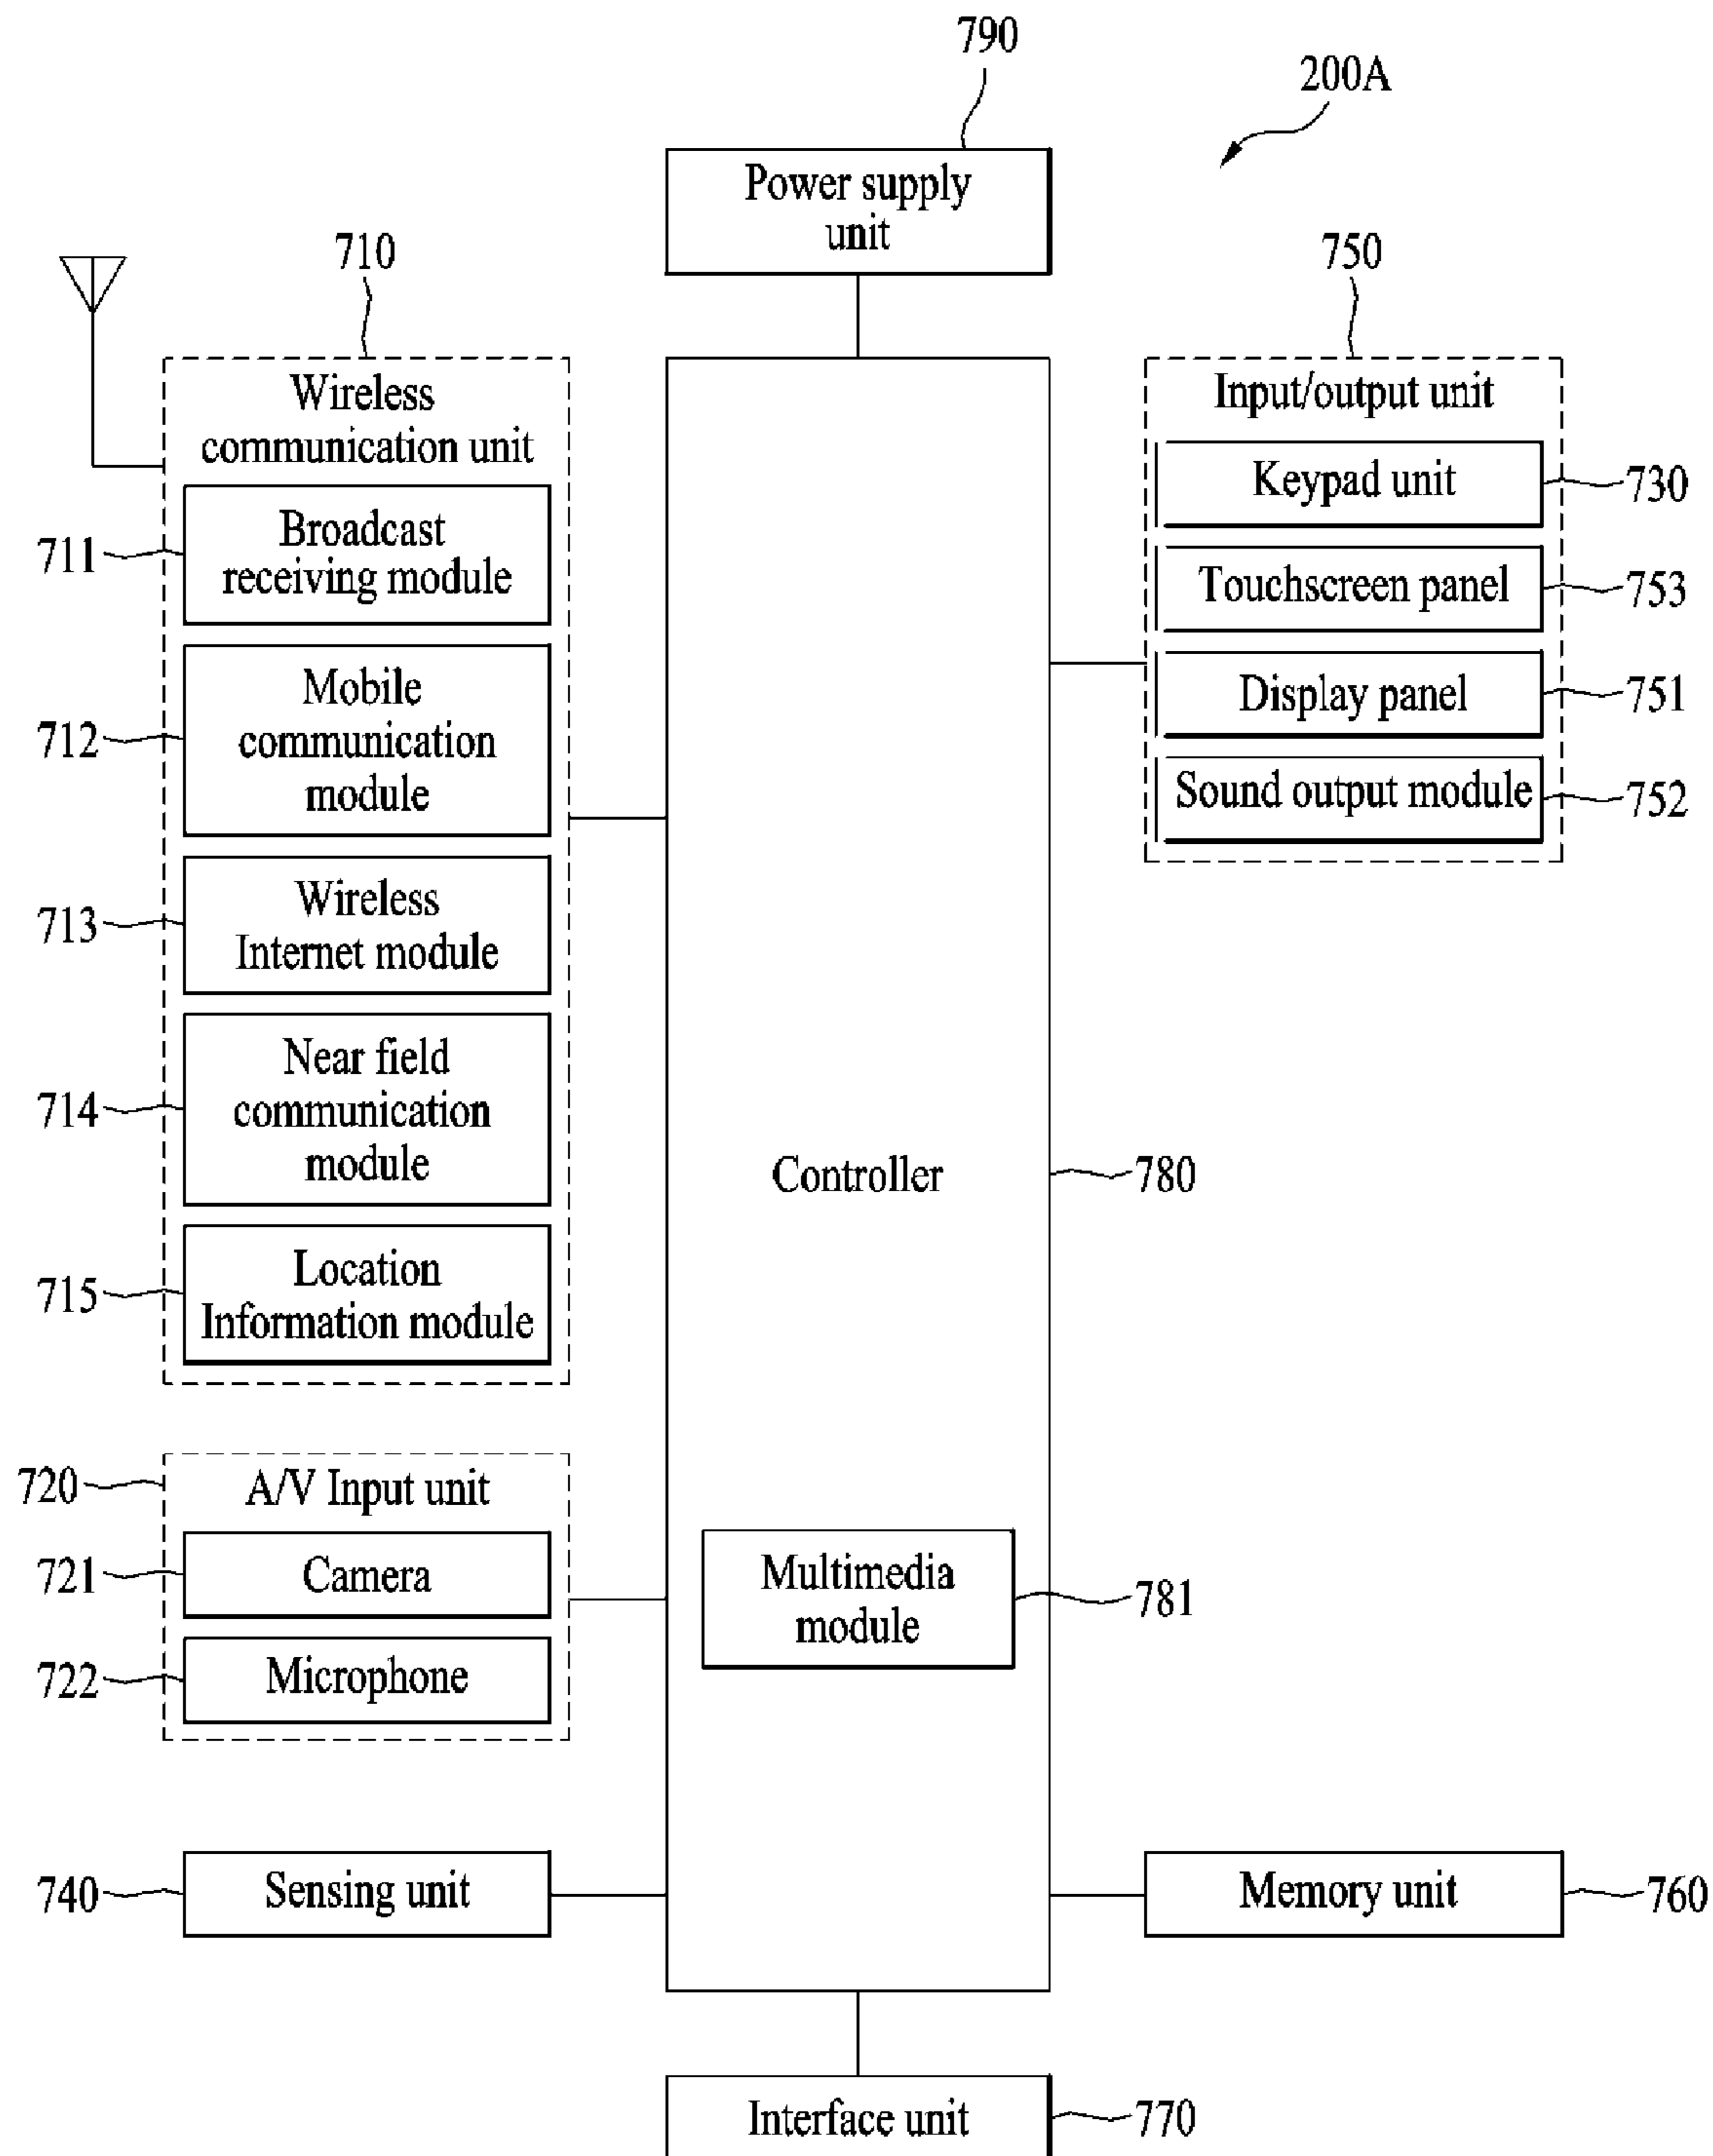 790
200A
Power supply
unit
710
750
Wireless
communication unit
Input/output unit
Keypad unit
730
Broadcast
receiving module
711
Touchscreen panel
753
Mobile
communication
module
712
Display panel
751
Sound output module
752
Wireless
Internet module
713
Near field
communication
module
714
Controller
780
Location
Information module
715
720
A/V Input unit
721
Camera
Multimedia
module
781
722
Microphone
740
Sensing unit
Memory unit
760
Interface unit
770